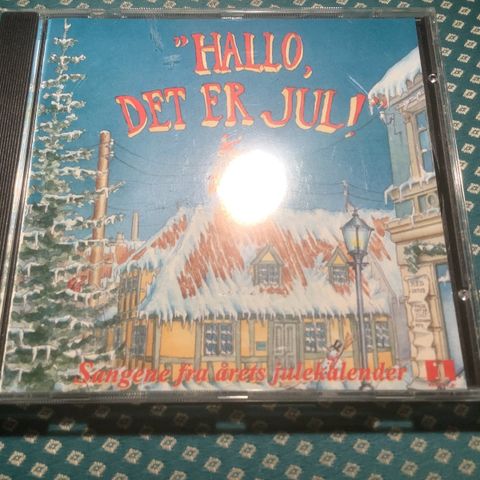 "HALLO,
DET ER JUL!"
Sangene fra årets julekalender